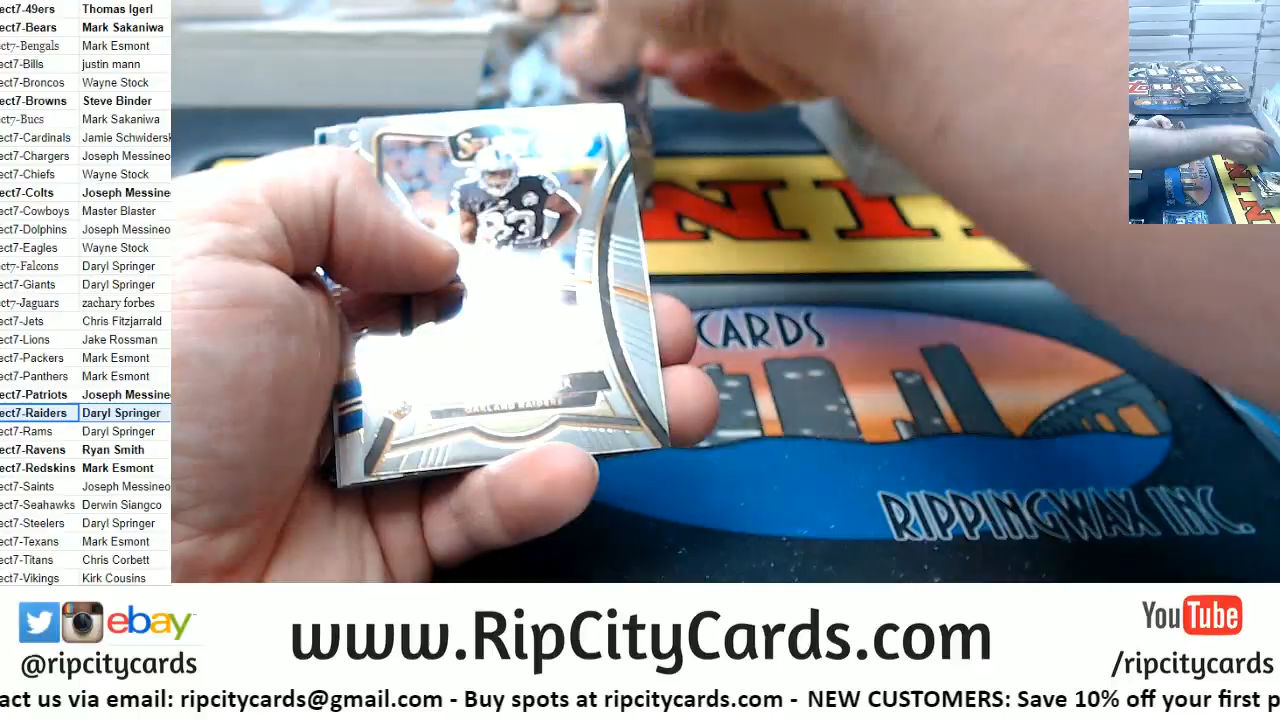 ect7-49ers Thomas Igerl
ect7-Bears Mark Sakaniwa
ect7-Bengals Mark Esmont
ect7-Bills justin mann
ect7-Broncos Wayne Stock
ect7-Browns Steve Binder
ect7-Bucs Mark Sakaniwa
ect7-Cardinals Jamie Schwidersk
ect7-Chargers Joseph Messineo
ect7-Chiefs Wayne Stock
ect7-Colts Joseph Messine
ect7-Cowboys Master Blaster
ect7-Dolphins Joseph Messineo
ect7-Eagles Wayne Stock
ect7-Falcons Daryl Springer
ect7-Giants Daryl Springer
ect7-Jaguars zachary forbes
ect7-Jets Chris Fitzjarrald
ect7-Lions Jake Rossman
ect7-Packers Mark Esmont
ect7-Panthers Mark Esmont
ect7-Patriots Joseph Messine
ect7-Raiders Daryl Springer
ect7-Rams Daryl Springer
ect7-Ravens Ryan Smith
ect7-Redskins Mark Esmont
ect7-Saints Joseph Messineo
ect7-Seahawks Derwin Siangco
ect7-Steelers Daryl Springer
ect7-Texans Mark Esmont
ect7-Titans Chris Corbett
ect7-Vikings Kirk Cousins
83
OAKLAND RAIDERS
NINI
CARDS
RIPPINGWAX INC.
ebay
@ripcitycards
www.RipCityCards.com
YouTube
/ripcitycards
act us via email: ripcitycards@gmail.com - Buy spots at ripcitycards.com - NEW CUSTOMERS: Save 10% off your first p